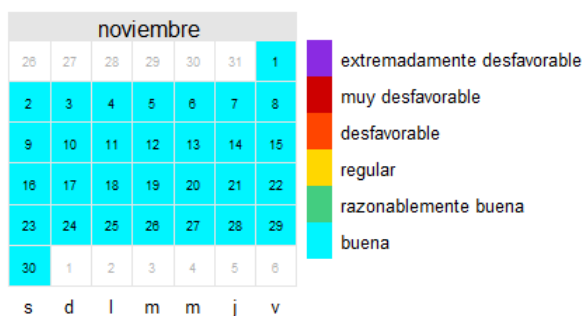 noviembre
26 27 28 29 30 31 1
2 3 4 5 6 7 8
9 10 11 12 13 14 15
16 17 18 19 20 21 22
23 24 25 26 27 28 29
30 1 2 3 4 5 6
s d l m m j v
extremadamente desfavorable
muy desfavorable
desfavorable
regular
razonablemente buena
buena